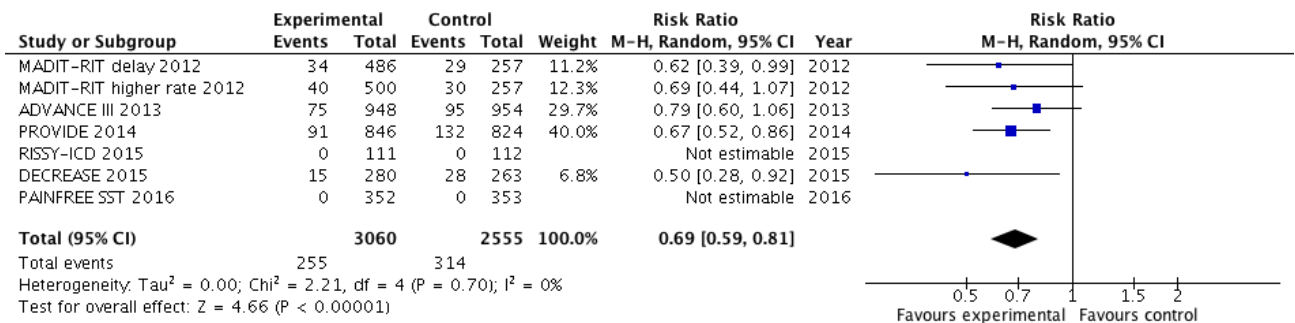 Experimental Control Risk Ratio Risk Ratio
Study or Subgroup Events Total Events Total Weight M-H, Random, 95% CI Year M-H, Random, 95% CI
MADIT-RIT delay 2012 34 486 29 257 11.2% 0.62 [0.39, 0.99] 2012
MADIT-RIT higher rate 2012 40 500 30 257 12.3% 0.69 [0.44, 1.07] 2012
ADVANCE III 2013 75 948 95 954 29.7% 0.79 [0.60, 1.06] 2013
PROVIDE 2014 91 846 132 824 40.0% 0.67 [0.52, 0.86] 2014
RISSY-ICD 2015 0 111 0 112 Not estimable 2015
DECREASE 2015 15 280 28 263 6.8% 0.50 [0.28, 0.92] 2015
PAINFREE SST 2016 0 352 0 353 Not estimable 2016
Total (95% CI) 3060 2555 100.0% 0.69 [0.59, 0.81]
Total events 255 314
Heterogeneity: Tau² = 0.00; Chi² = 2.21, df = 4 (P = 0.70); I² = 0%
Test for overall effect: Z = 4.66 (P < 0.00001)
0.5 0.7 1 1.5 2
Favours experimental Favours control